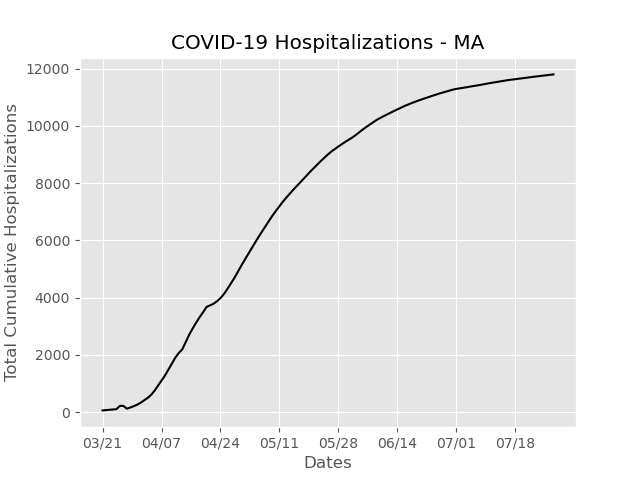 COVID-19 Hospitalizations - MA
Total Cumulative Hospitalizations
12000
10000
8000
6000
4000
2000
0
03/21 04/07 04/24 05/11 05/28 06/14 07/01 07/18
Dates